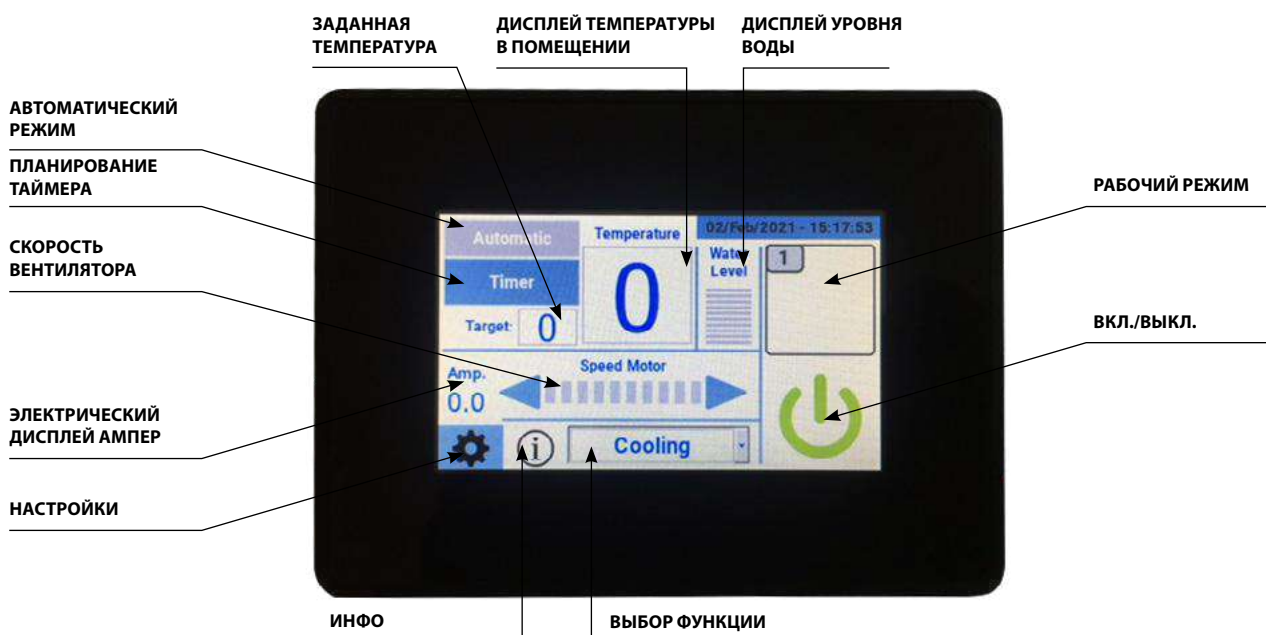 ЗАДАННАЯ
ТЕМПЕРАТУРА
ДИСПЛЕЙ ТЕМПЕРАТУРЫ
В ПОМЕЩЕНИИ
ДИСПЛЕЙ УРОВНЯ
ВОДЫ
АВТОМАТИЧЕСКИЙ
РЕЖИМ
ПЛАНИРОВАНИЕ
ТАЙМЕРА
СКОРОСТЬ
ВЕНТИЛЯТОРА
ЭЛЕКТРИЧЕСКИЙ
ДИСПЛЕЙ АМПЕР
НАСТРОЙКИ
Automatic
Timer
Target: 0
Temperature
0
02/Feb/2021 - 15:17:53
Water
Level
1
Amp.
0.0
Speed Motor
i
Cooling
РАБОЧИЙ РЕЖИМ
ВКЛ./ВЫКЛ.
ИНФО
ВЫБОР ФУНКЦИИ